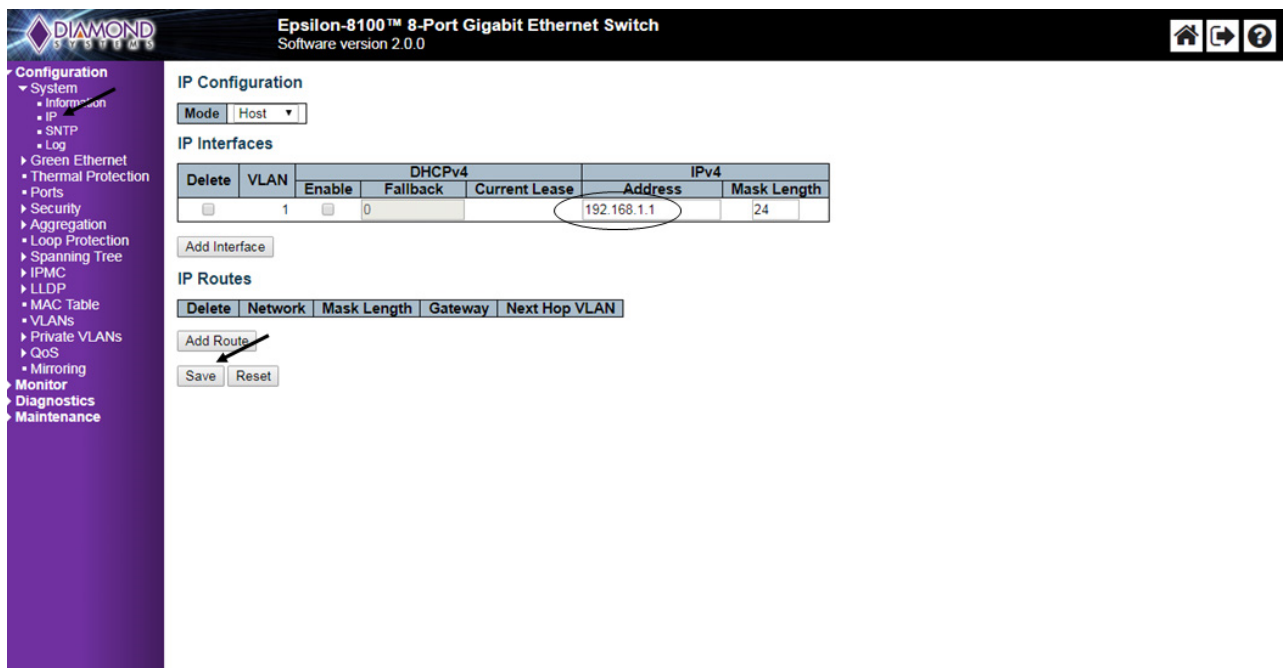 DIAMOND
SYSTEMS
Epsilon-8100™ 8-Port Gigabit Ethernet Switch
Software version 2.0.0
Configuration
System
Information
IP
SNTP
Log
Green Ethernet
Thermal Protection
Ports
Security
Aggregation
Loop Protection
Spanning Tree
IPMC
LLDP
MAC Table
VLANs
Private VLANs
QoS
Mirroring
Monitor
Diagnostics
Maintenance
IP Configuration
Mode Host
IP Interfaces
Delete VLAN DHCPv4 IPv4
Enable Fallback Current Lease Address Mask Length
1 0 192.168.1.1 24
Add Interface
IP Routes
Delete Network Mask Length Gateway Next Hop VLAN
Add Route
Save Reset